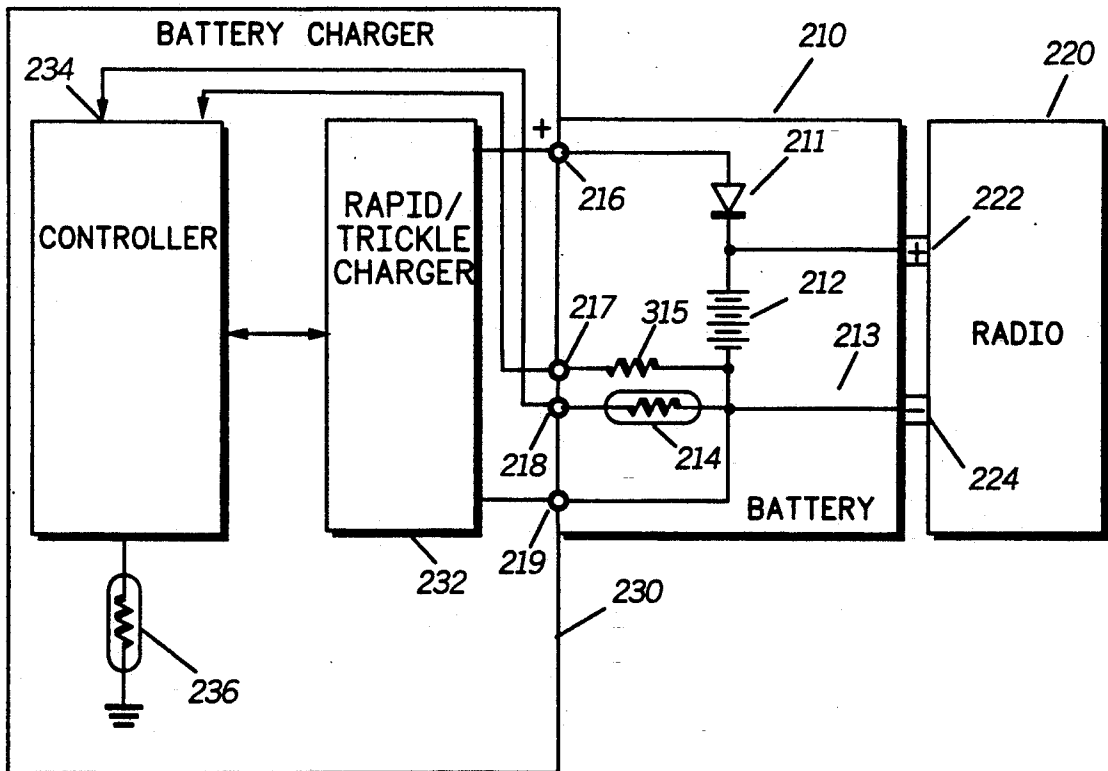 BATTERY CHARGER
234
210
220
+
211
216
CONTROLLER
RAPID/
TRICKLE
CHARGER
222
+
217
315
212
213
RADIO
218
214
224
−
BATTERY
219
232
230
236